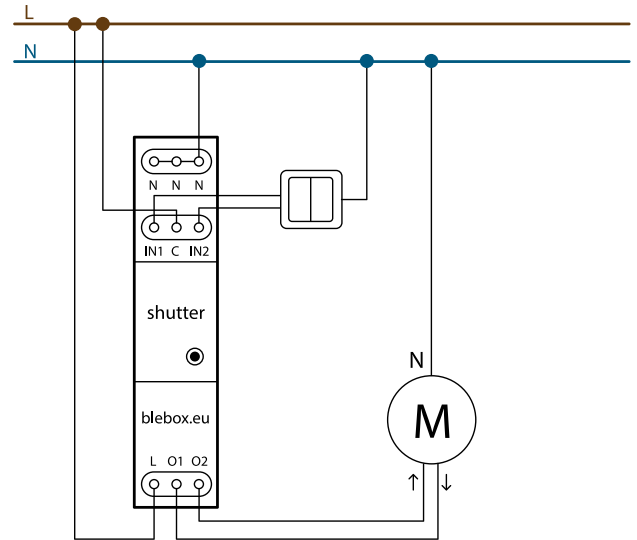 L
N
N N N
IN1 C IN2
shutter
blebox.eu
L O1 O2
N
M
↑ ↓